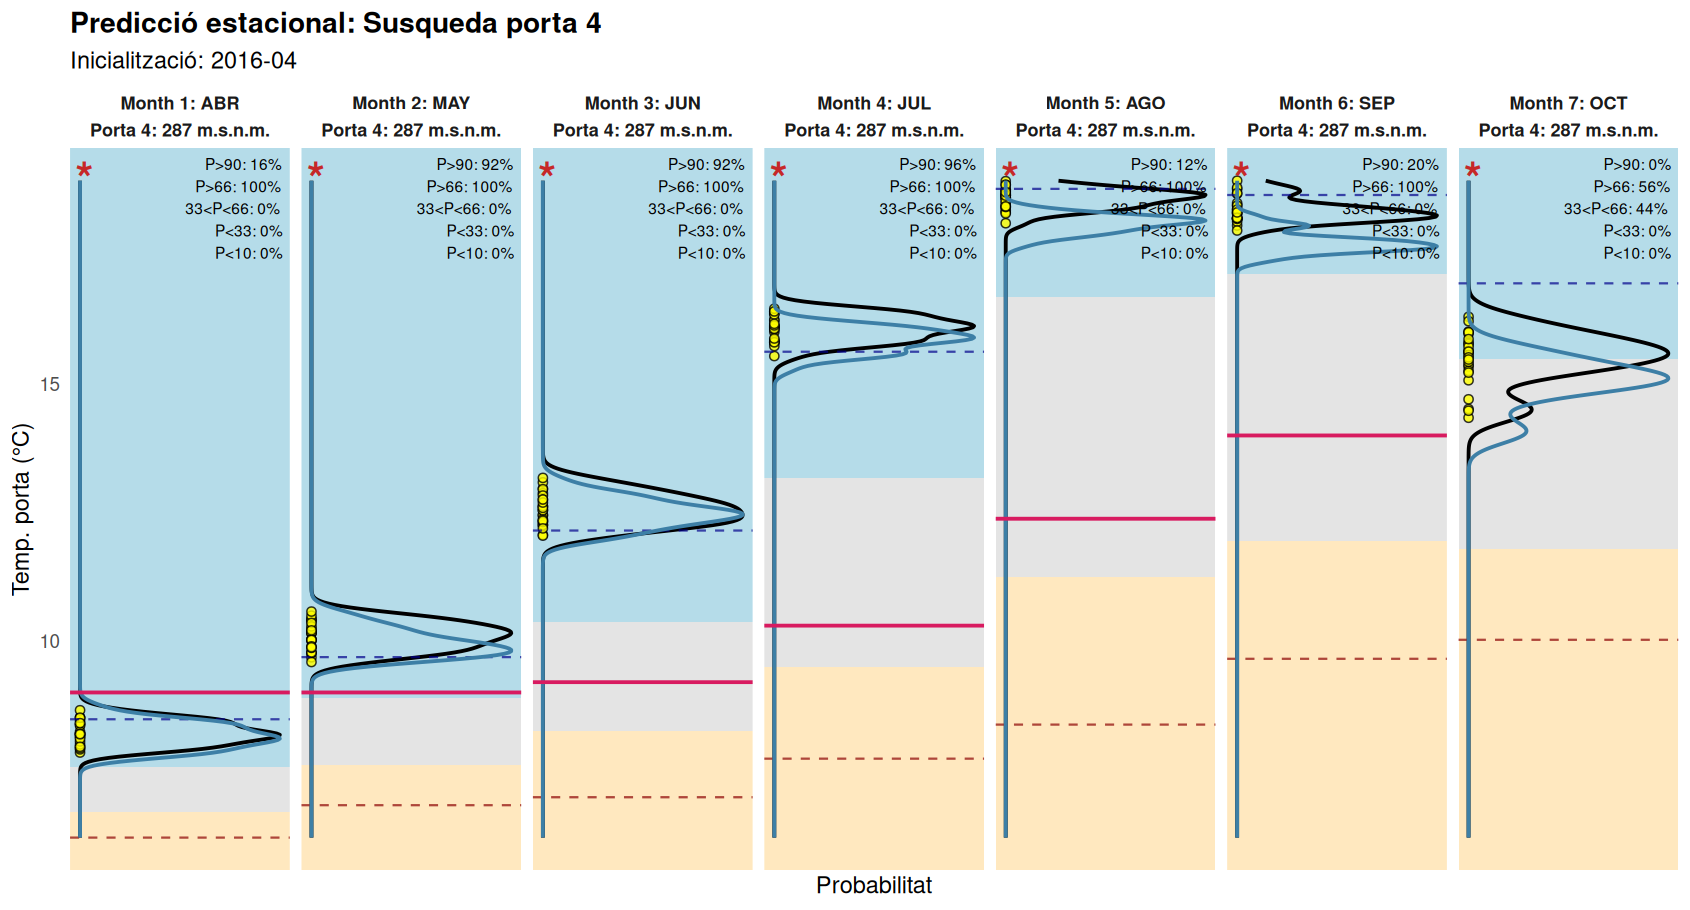 Predicció estacional: Susqueda porta 4
Inicialització: 2016-04
Month 1: ABR
Porta 4: 287 m.s.n.m.
Month 2: MAY
Porta 4: 287 m.s.n.m.
Month 3: JUN
Porta 4: 287 m.s.n.m.
Month 4: JUL
Porta 4: 287 m.s.n.m.
Month 5: AGO
Porta 4: 287 m.s.n.m.
Month 6: SEP
Porta 4: 287 m.s.n.m.
Month 7: OCT
Porta 4: 287 m.s.n.m.
*
P>90: 16%
P>66: 100%
33<P<66: 0%
P<33: 0%
P<10: 0%
*
P>90: 92%
P>66: 100%
33<P<66: 0%
P<33: 0%
P<10: 0%
*
P>90: 92%
P>66: 100%
33<P<66: 0%
P<33: 0%
P<10: 0%
*
P>90: 96%
P>66: 100%
33<P<66: 0%
P<33: 0%
P<10: 0%
*
P>90: 12%
P>66: 100%
33<P<66: 0%
P<33: 0%
P<10: 0%
*
P>90: 20%
P>66: 100%
33<P<66: 0%
P<33: 0%
P<10: 0%
*
P>90: 0%
P>66: 56%
33<P<66: 44%
P<33: 0%
P<10: 0%
15
10
Temp. porta (°C)
Probabilitat